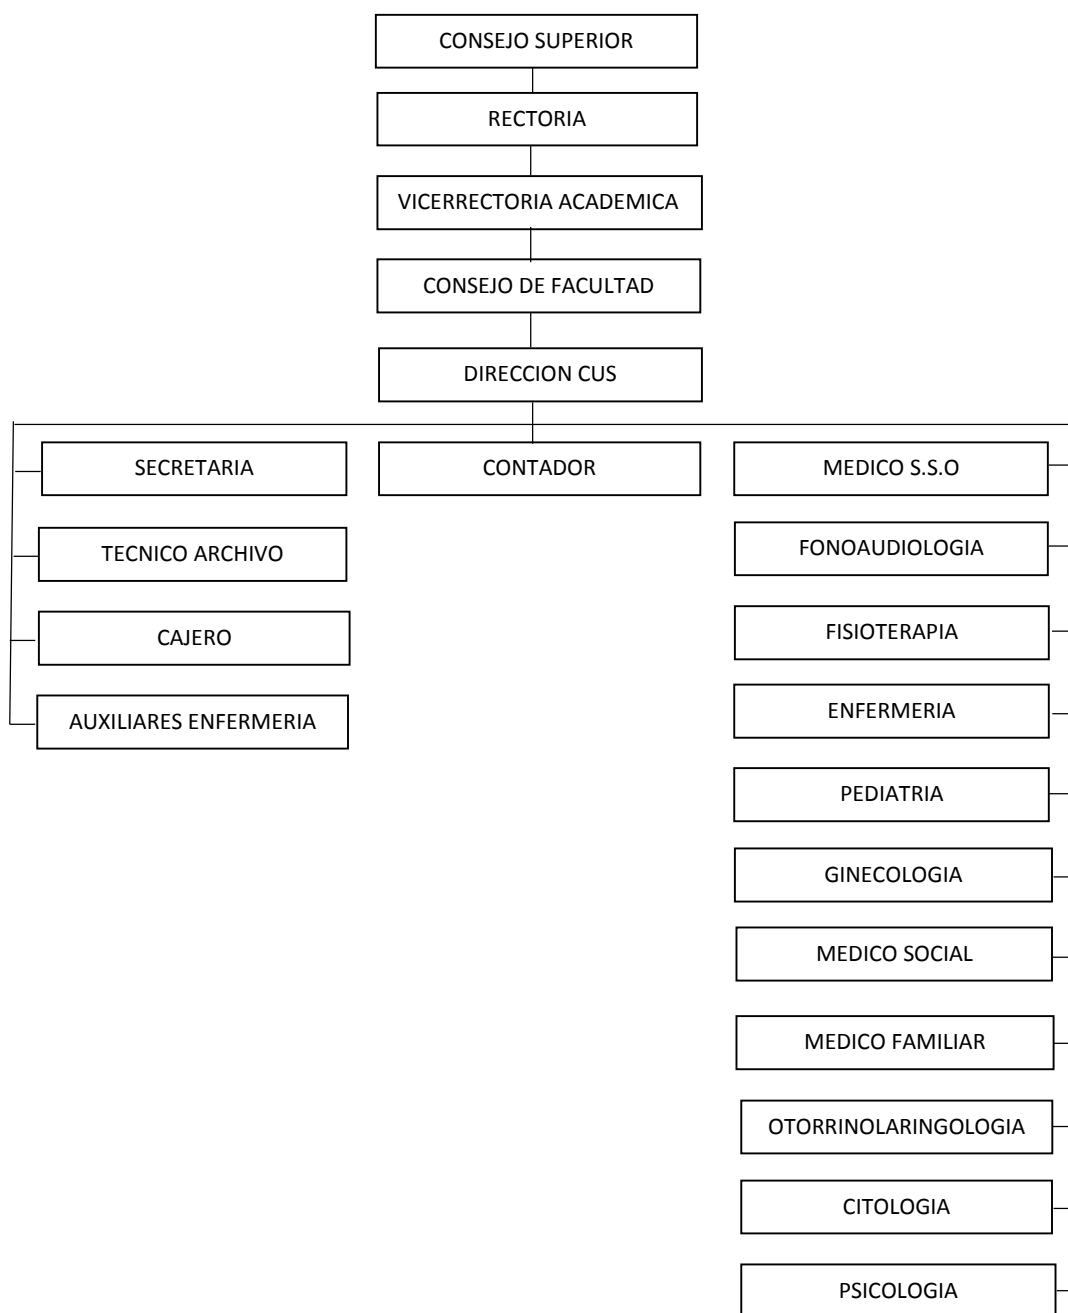 CONSEJO SUPERIOR
RECTORIA
VICERRECTORIA ACADEMICA
CONSEJO DE FACULTAD
DIRECCION CUS
SECRETARIA
CONTADOR
MEDICO S.S.O
TECNICO ARCHIVO
FONOAUDIOLOGIA
CAJERO
FISIOTERAPIA
AUXILIARES ENFERMERIA
ENFERMERIA
PEDIATRIA
GINECOLOGIA
MEDICO SOCIAL
MEDICO FAMILIAR
OTORRINOLARINGOLOGIA
CITOLOGIA
PSICOLOGIA